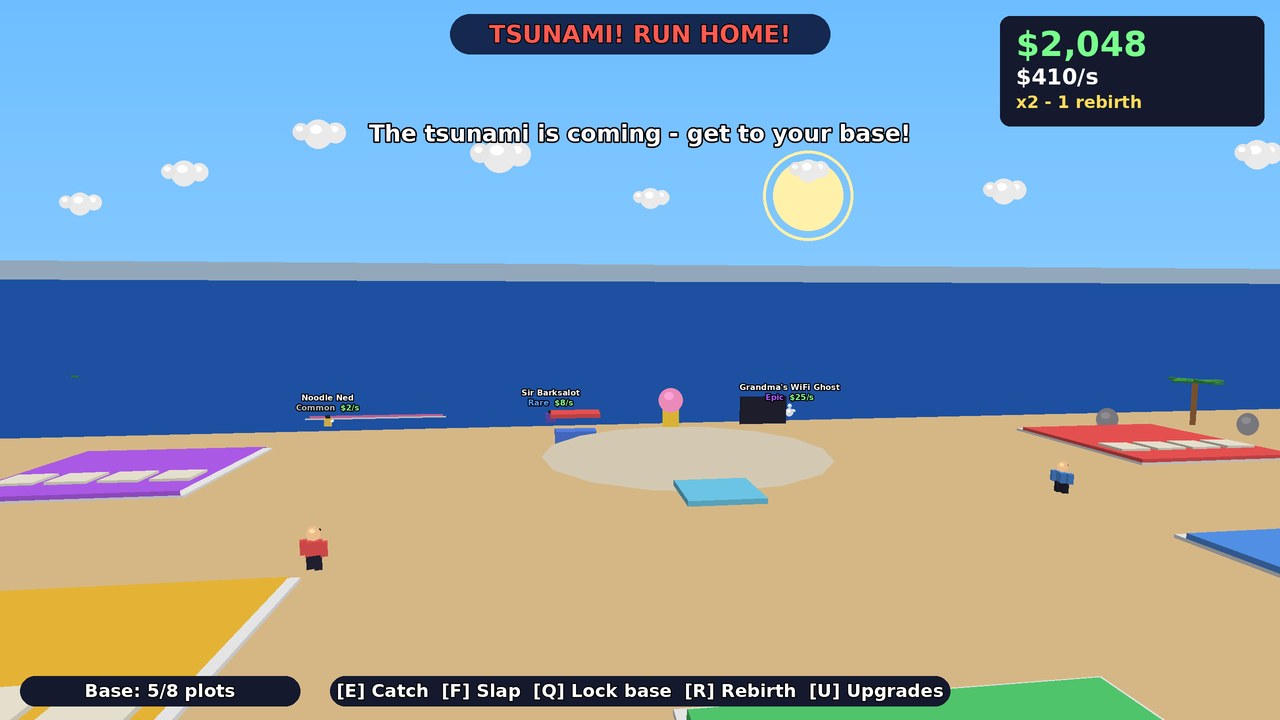 TSUNAMI! RUN HOME!
$2,048
$410/s
x2 - 1 rebirth
The tsunami is coming - get to your base!
Noodle Ned
Common $2/s
Sir Barksalot
Rare $8/s
Grandma's WiFi Ghost
Epic $25/s
Base: 5/8 plots
[E] Catch [F] Slap [Q] Lock base [R] Rebirth [U] Upgrades